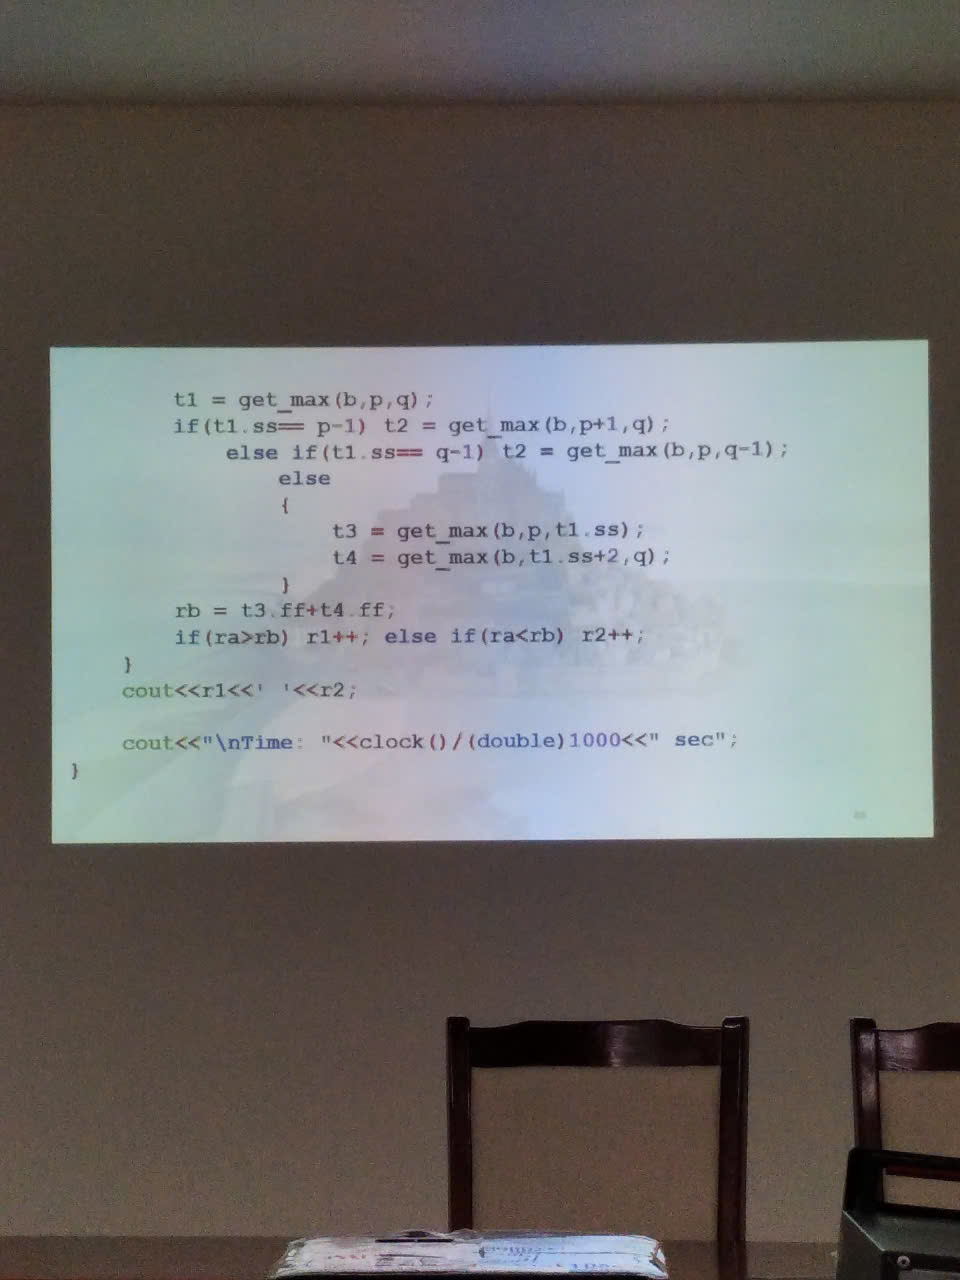 t1 = get_max(b,p,q);
if(t1.ss== p-1) t2 = get_max(b,p+1,q);
else if(t1.ss== q-1) t2 = get_max(b,p,q-1);
else
{
t3 = get_max(b,p,t1.ss);
t4 = get_max(b,t1.ss+2,q);
}
rb = t3.ff+t4.ff;
if(ra>rb) r1++; else if(ra<rb) r2++;
}
cout<<r1<<' '<<r2;
cout<<"\nTime: "<<clock()/(double)1000<<" sec";
}